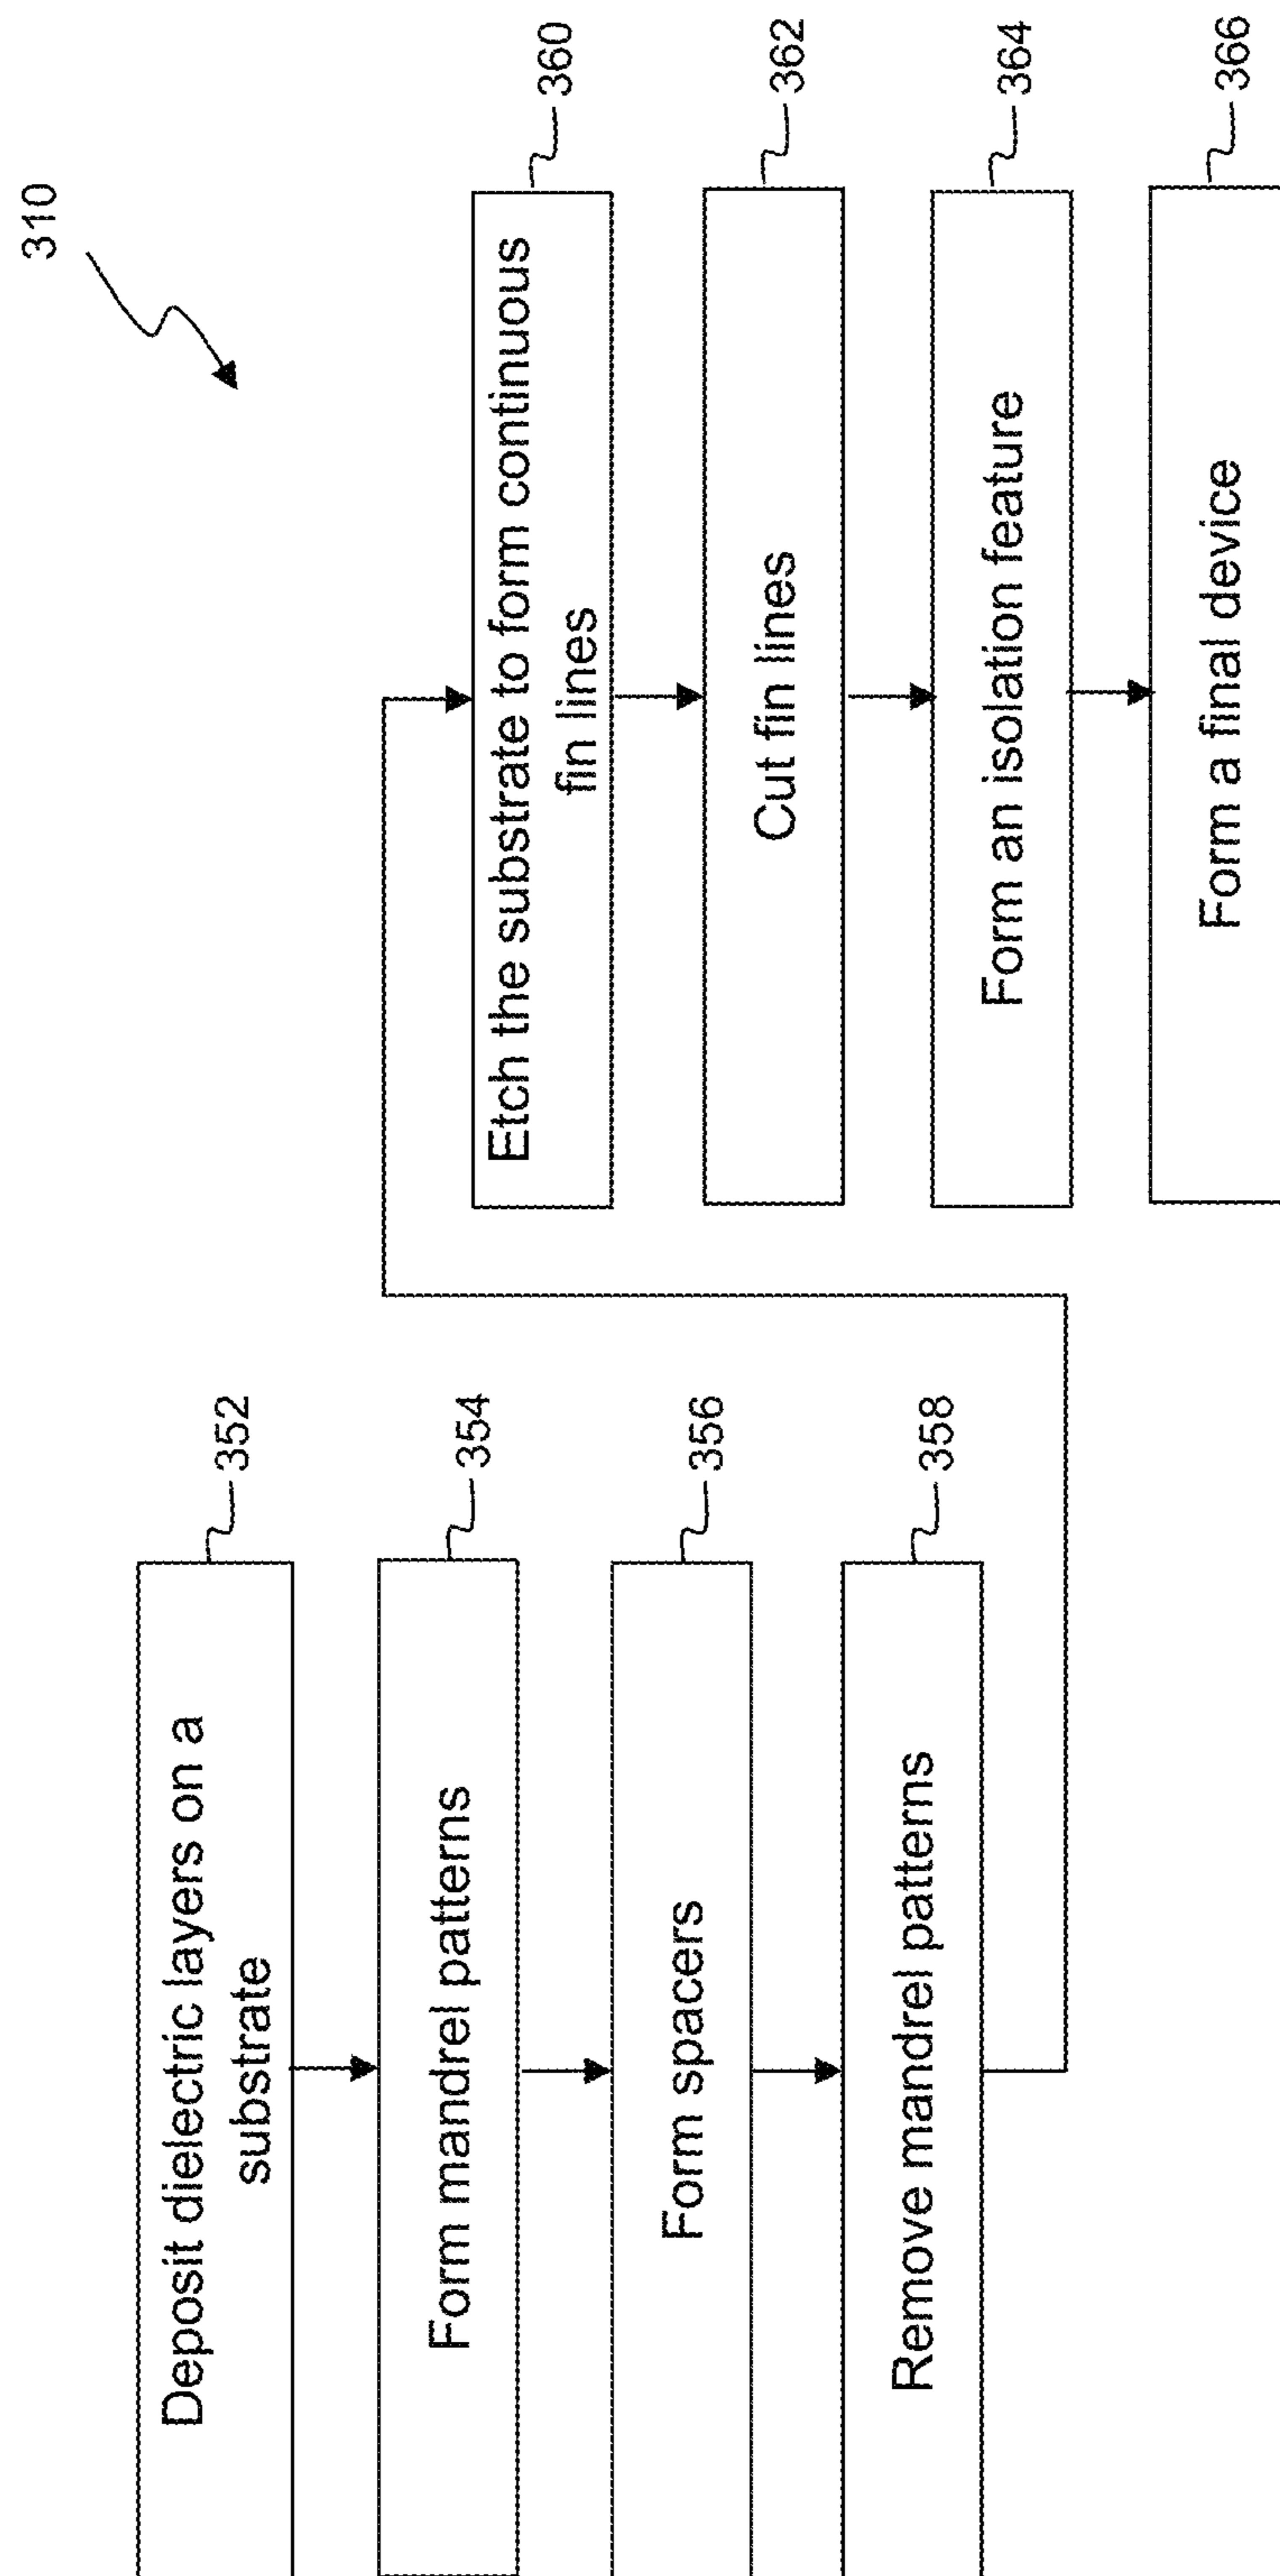 310
Deposit dielectric layers on a
substrate
352
Form mandrel patterns
354
Form spacers
356
Remove mandrel patterns
358
Etch the substrate to form continuous
fin lines
360
Cut fin lines
362
Form an isolation feature
364
Form a final device
366